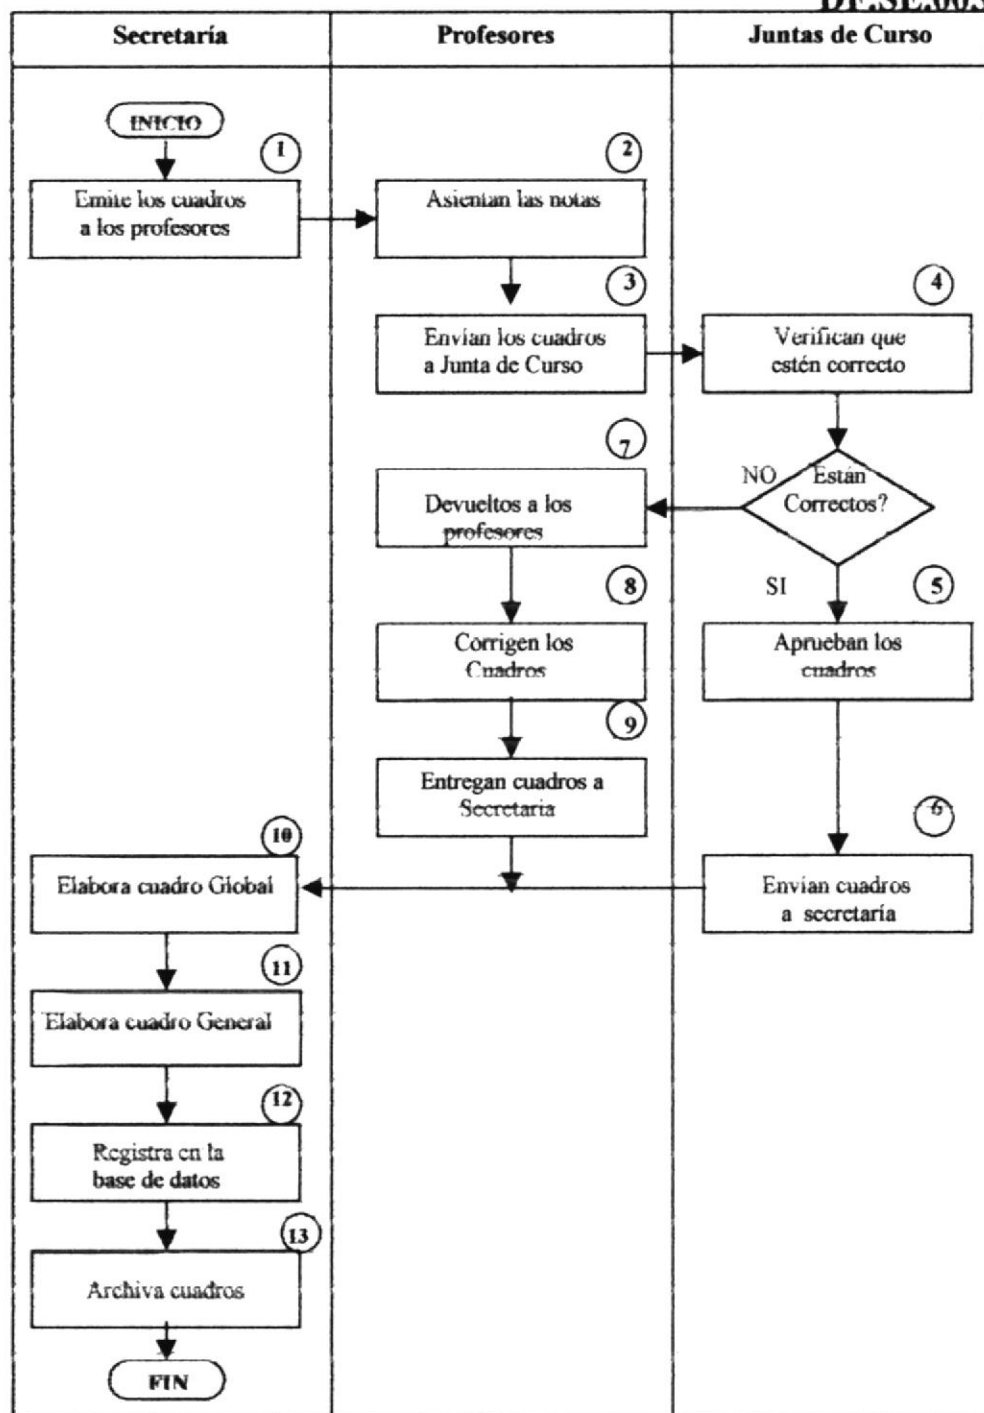 Secretaría
Profesores
Juntas de Curso
INICIO
1
Emite los cuadros
a los profesores
2
Asientan las notas
3
Envían los cuadros
a Junta de Curso
4
Verifican que
estén correcto
Están
Correctos?
NO
SI
7
Devueltos a los
profesores
5
Aprueban los
cuadros
8
Corrigen los
Cuadros
9
Entregan cuadros a
Secretaria
6
Envían cuadros
a secretaría
10
Elabora cuadro Global
11
Elabora cuadro General
12
Registra en la
base de datos
13
Archiva cuadros
FIN